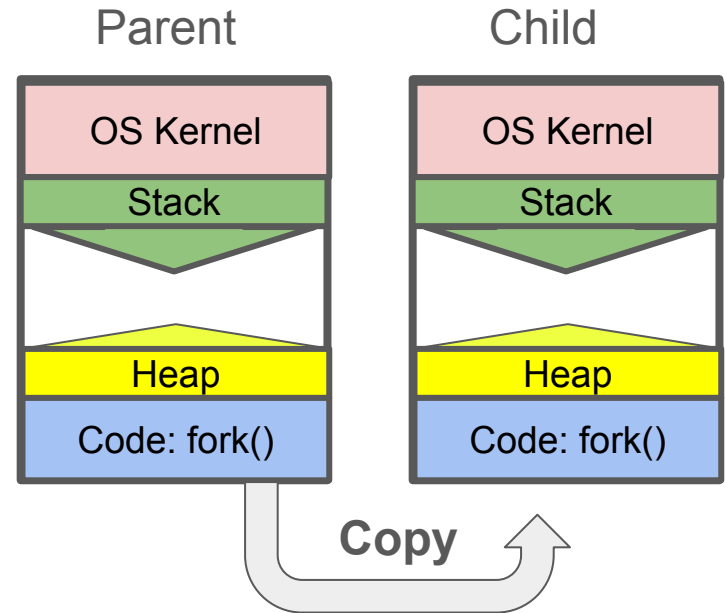 Parent
Child
OS Kernel
OS Kernel
Stack
Stack
Heap
Heap
Code: fork()
Code: fork()
Copy